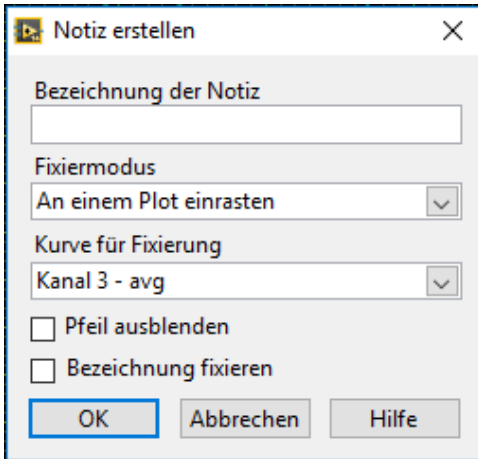 Notiz erstellen
Bezeichnung der Notiz
Fixiermodus
An einem Plot einrasten
Kurve für Fixierung
Kanal 3 - avg
Pfeil ausblenden
Bezeichnung fixieren
OK Abbrechen Hilfe